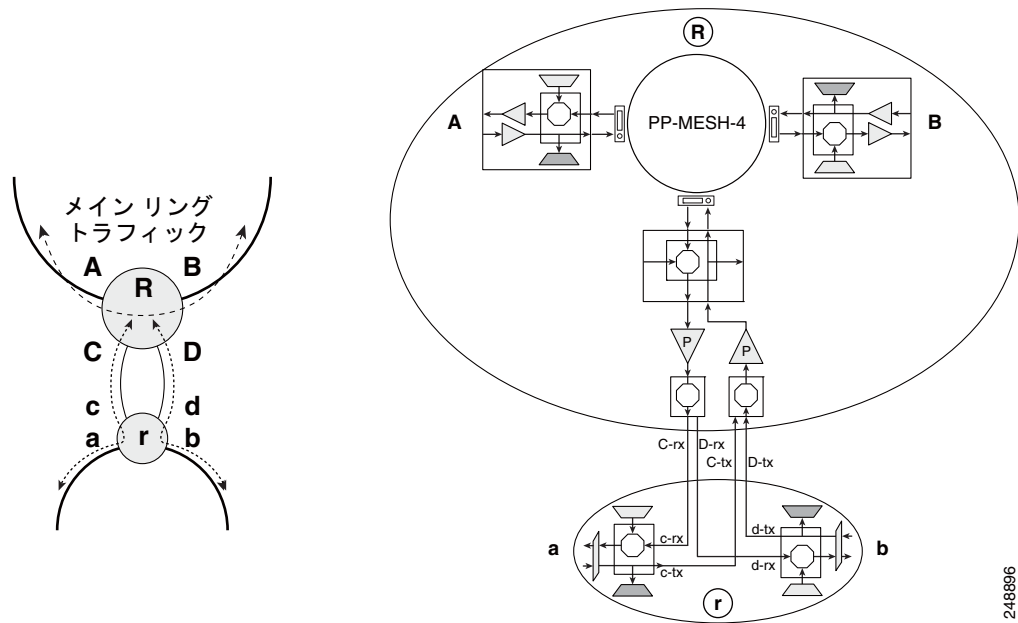 メイン リング
トラフィック
A
B
R
C
D
c
d
a
r
b
R
A
PP-MESH-4
B
P
P
C-rx
D-rx
C-tx
D-tx
a
c-rx
c-tx
d-tx
d-rx
b
r
248896